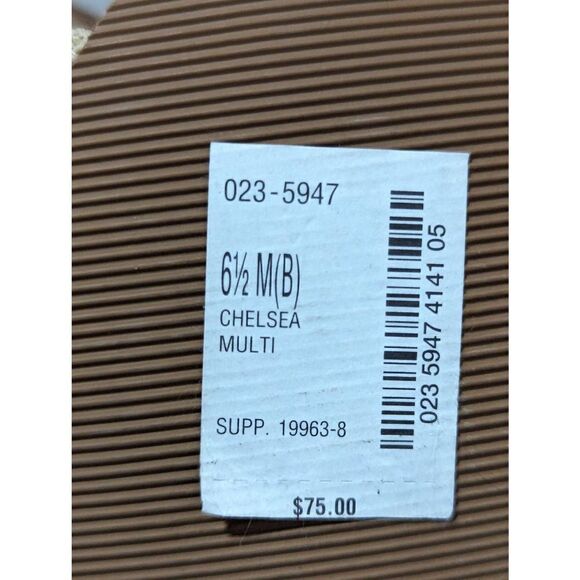 023-5947
6½ M(B)
CHELSEA
MULTI
SUPP. 19963-8
$75.00
023 5947 4141 05